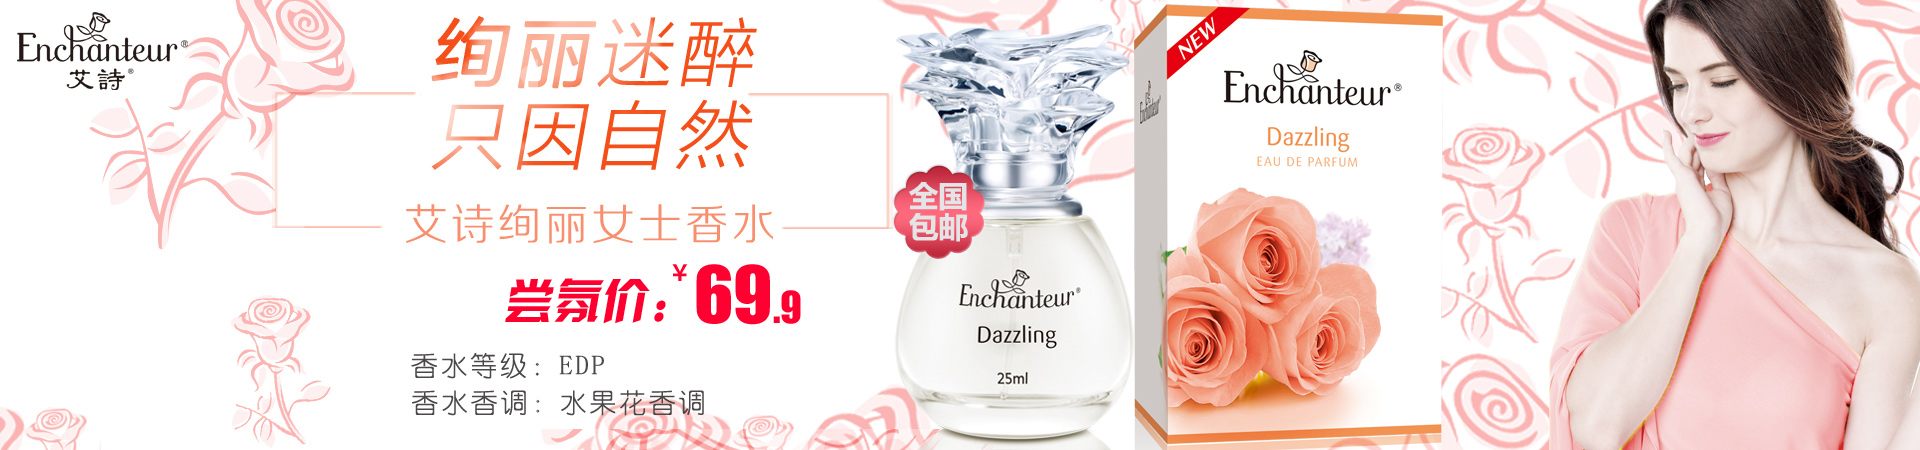 Enchanteur®
艾詩®
绚丽迷醉
只因自然
艾诗绚丽女士香水
尝氛价：¥69.9
香水等级：EDP
香水香调：水果花香调
全国
包邮
Enchanteur®
Dazzling
25ml
NEW
Enchanteur®
Enchanteur®
Dazzling
EAU DE PARFUM